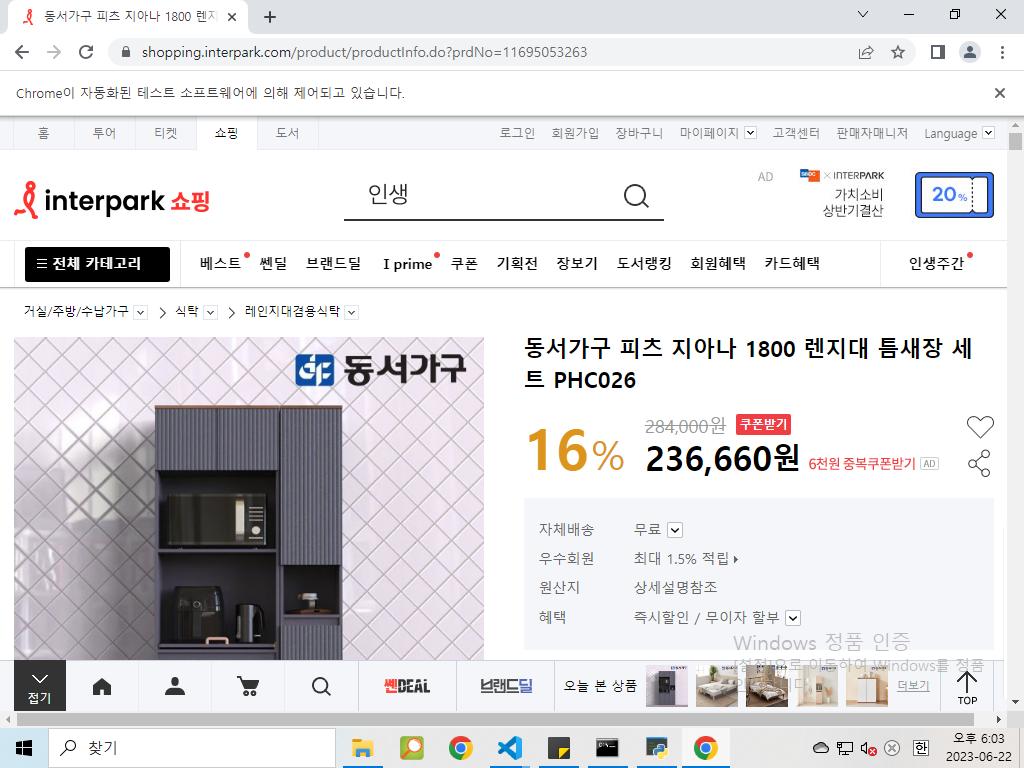 동서가구 피츠 지아나 1800 렌지
shopping.interpark.com/product/productInfo.do?prdNo=11695053263
Chrome이 자동화된 테스트 소프트웨어에 의해 제어되고 있습니다.
홈 투어 티켓 쇼핑 도서 로그인 회원가입 장바구니 마이페이지 고객센터 판매자매니저 Language
interpark 쇼핑 인생
AD
SBDC × INTERPARK
가치소비
상반기결산
20%
전체 카테고리 베스트 쎈딜 브랜드딜 I prime 쿠폰 기획전 장보기 도서랭킹 회원혜택 카드혜택 인생주간
거실/주방/수납가구 > 식탁 > 레인지대겸용식탁
동서가구
동서가구 피츠 지아나 1800 렌지대 틈새장 세
트 PHC026
16%
284,000원 쿠폰받기
236,660원 6천원 중복쿠폰받기 AD
자체배송 무료
우수회원 최대 1.5% 적립
원산지 상세설명참조
혜택 즉시할인 / 무이자 할부
Windows 정품 인증
[설정]으로 이동하여 Windows를 정품
접기
쎈DEAL
브랜드딜
오늘 본 상품
더보기
TOP
찾기
한
오후 6:03
2023-06-22